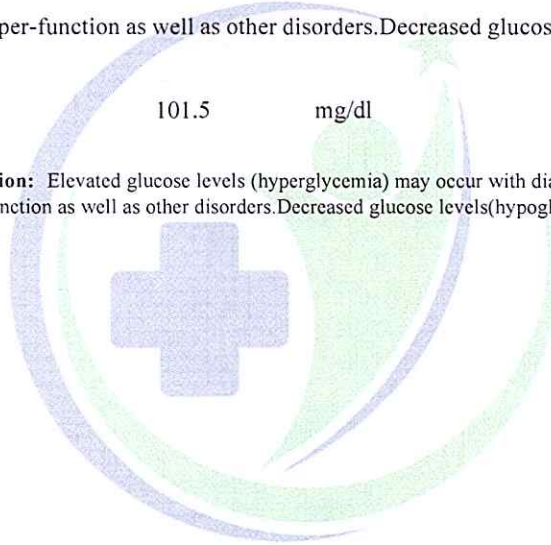 per-function as well as other disorders.Decreased glucos
101.5 mg/dl
ion: Elevated glucose levels (hyperglycemia) may occur with dia
nction as well as other disorders.Decreased glucose levels(hypogl